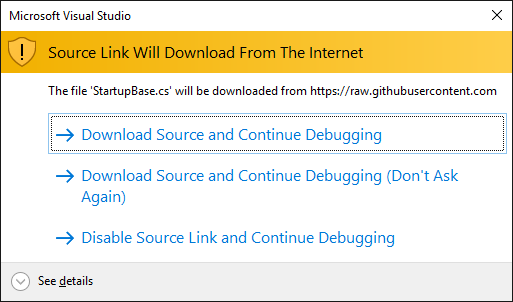 Microsoft Visual Studio
Source Link Will Download From The Internet
The file 'StartupBase.cs' will be downloaded from https://raw.githubusercontent.com
Download Source and Continue Debugging
Download Source and Continue Debugging (Don't Ask
Again)
Disable Source Link and Continue Debugging
See details